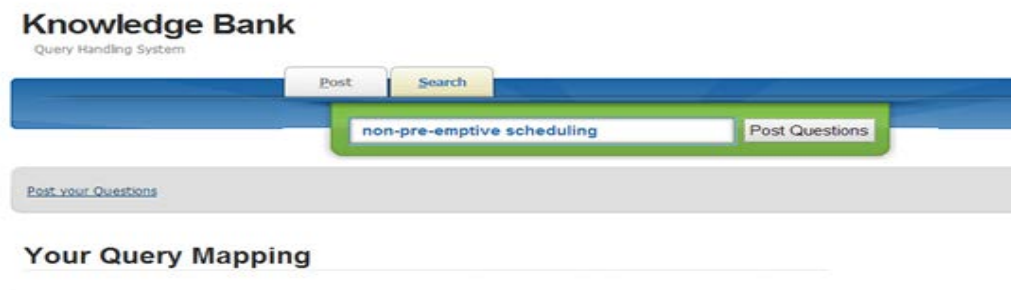 Knowledge Bank
Query Handling System
Post Search
non-pre-emptive scheduling Post Questions
Post your Questions
Your Query Mapping